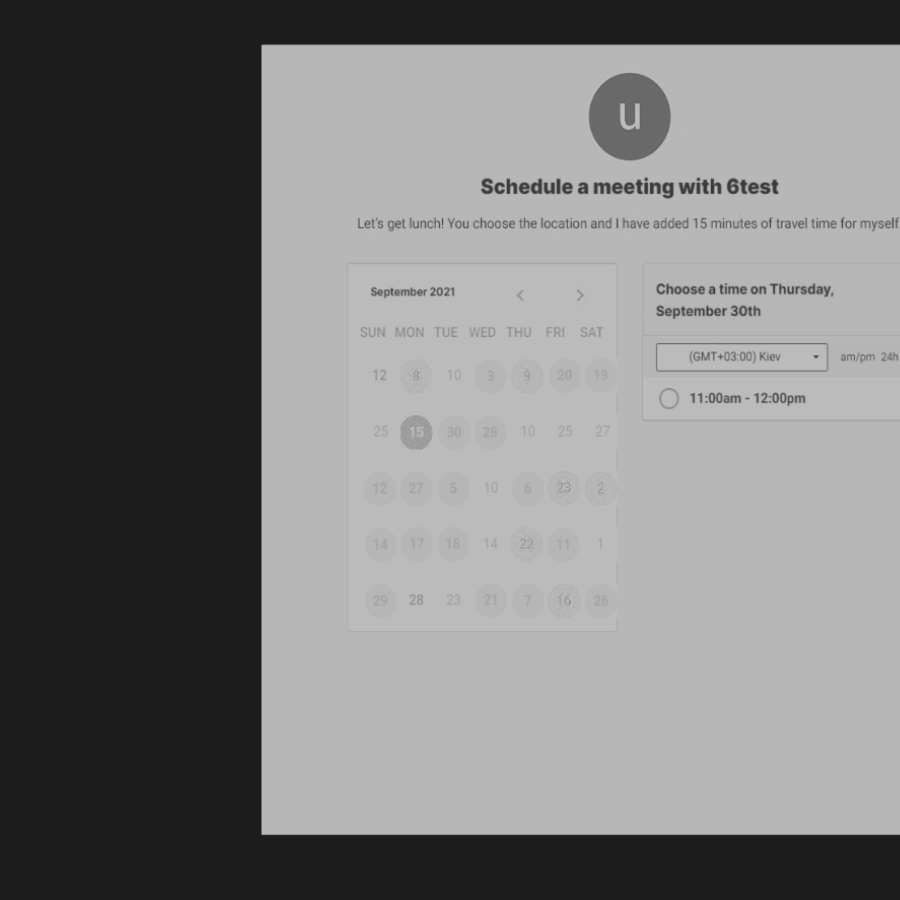 u
Schedule a meeting with 6test
Let's get lunch! You choose the location and I have added 15 minutes of travel time for myself
September 2021
SUN MON TUE WED THU FRI SAT
12 8 10 3 9 20 19
25 15 30 28 10 25 27
12 27 5 10 6 23 2
14 17 18 14 22 11 1
29 28 23 21 7 16 26
Choose a time on Thursday,
September 30th
(GMT+03:00) Kiev am/pm 24h
11:00am - 12:00pm